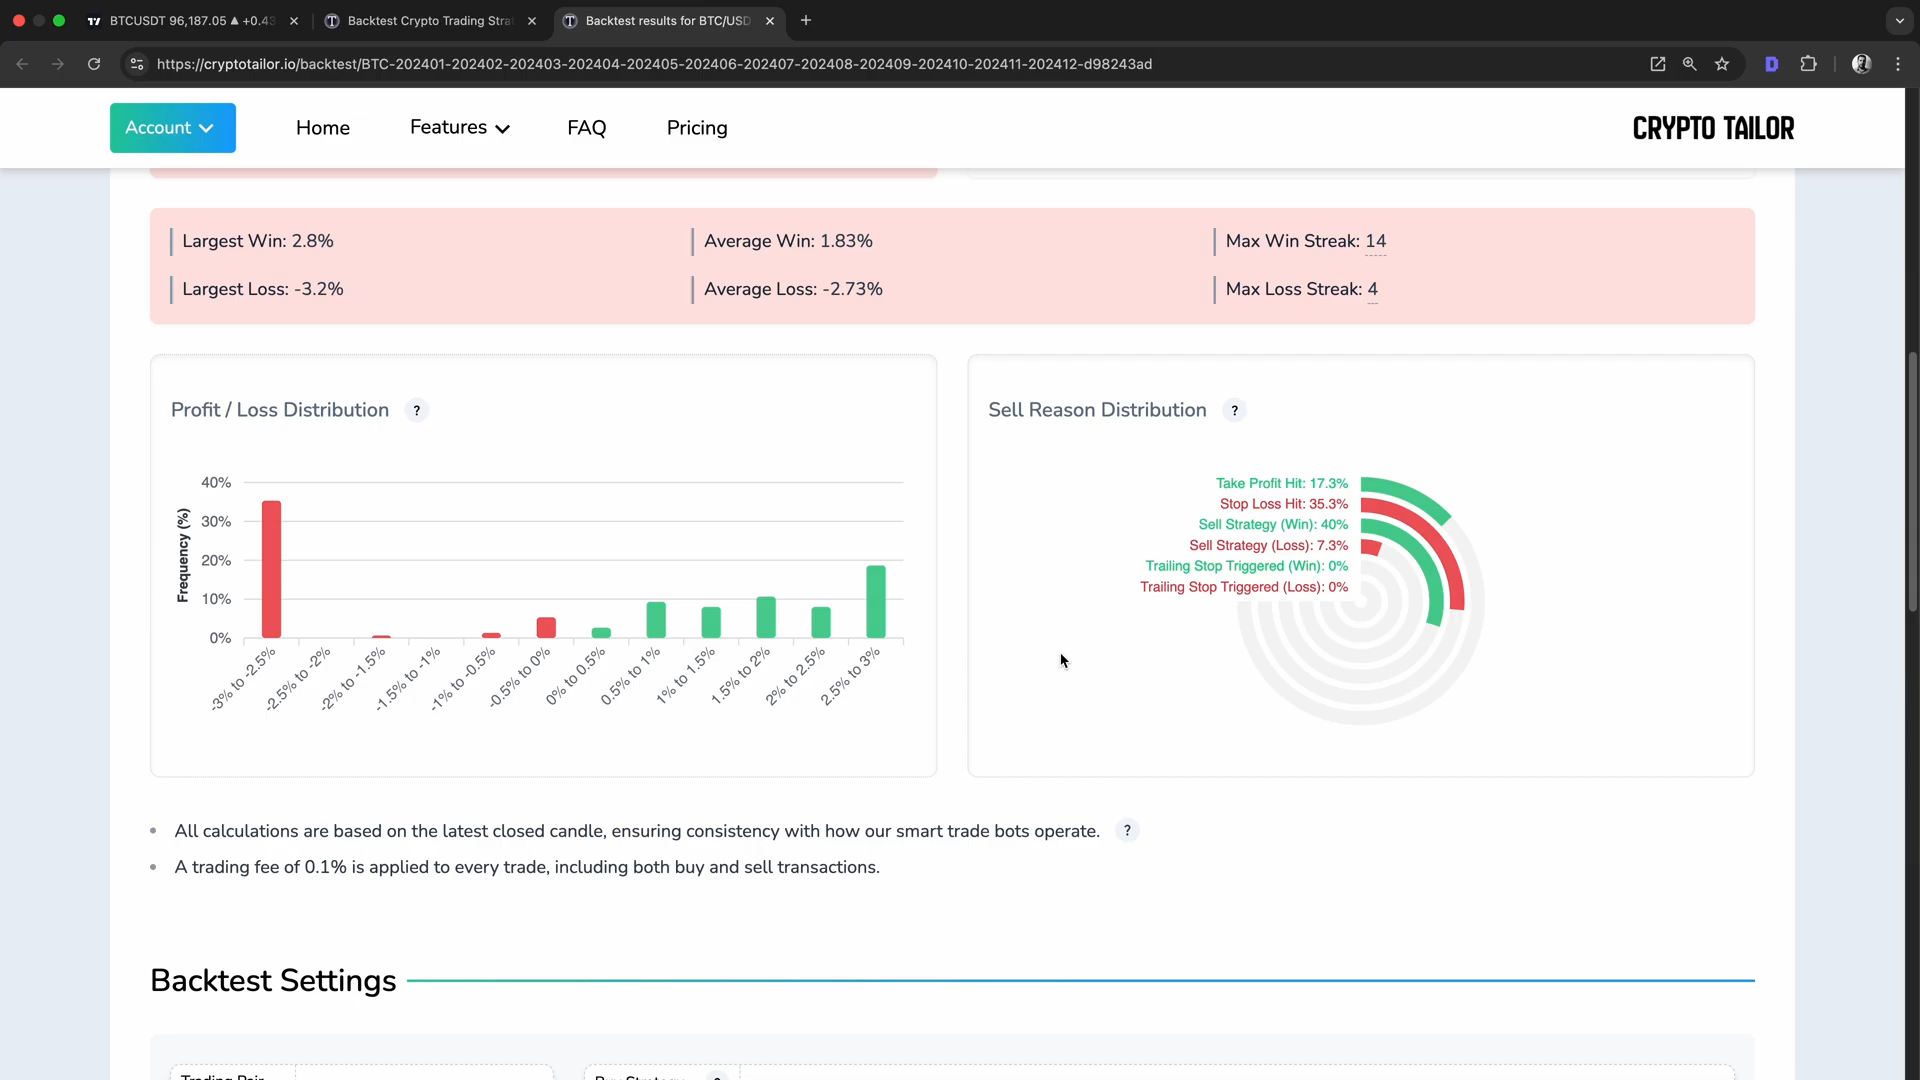 BTCUSDT 96,187.05 ▲ +0.43
Backtest Crypto Trading Strat
Backtest results for BTC/USD
https://cryptotailor.io/backtest/BTC-202401-202402-202403-202404-202405-202406-202407-202408-202409-202410-202411-202412-d98243ad
Account
Home
Features
FAQ
Pricing
CRYPTO TAILOR
Largest Win: 2.8%
Average Win: 1.83%
Max Win Streak: 14
Largest Loss: -3.2%
Average Loss: -2.73%
Max Loss Streak: 4
Profit / Loss Distribution ?
Frequency (%)
40%
30%
20%
10%
0%
-3% to -2.5%
-2.5% to -2%
-2% to -1.5%
-1.5% to -1%
-1% to -0.5%
-0.5% to 0%
0% to 0.5%
0.5% to 1%
1% to 1.5%
1.5% to 2%
2% to 2.5%
2.5% to 3%
Sell Reason Distribution ?
Take Profit Hit: 17.3%
Stop Loss Hit: 35.3%
Sell Strategy (Win): 40%
Sell Strategy (Loss): 7.3%
Trailing Stop Triggered (Win): 0%
Trailing Stop Triggered (Loss): 0%
• All calculations are based on the latest closed candle, ensuring consistency with how our smart trade bots operate. ?
• A trading fee of 0.1% is applied to every trade, including both buy and sell transactions.
Backtest Settings
Trading Pair
Buy Strategy ?